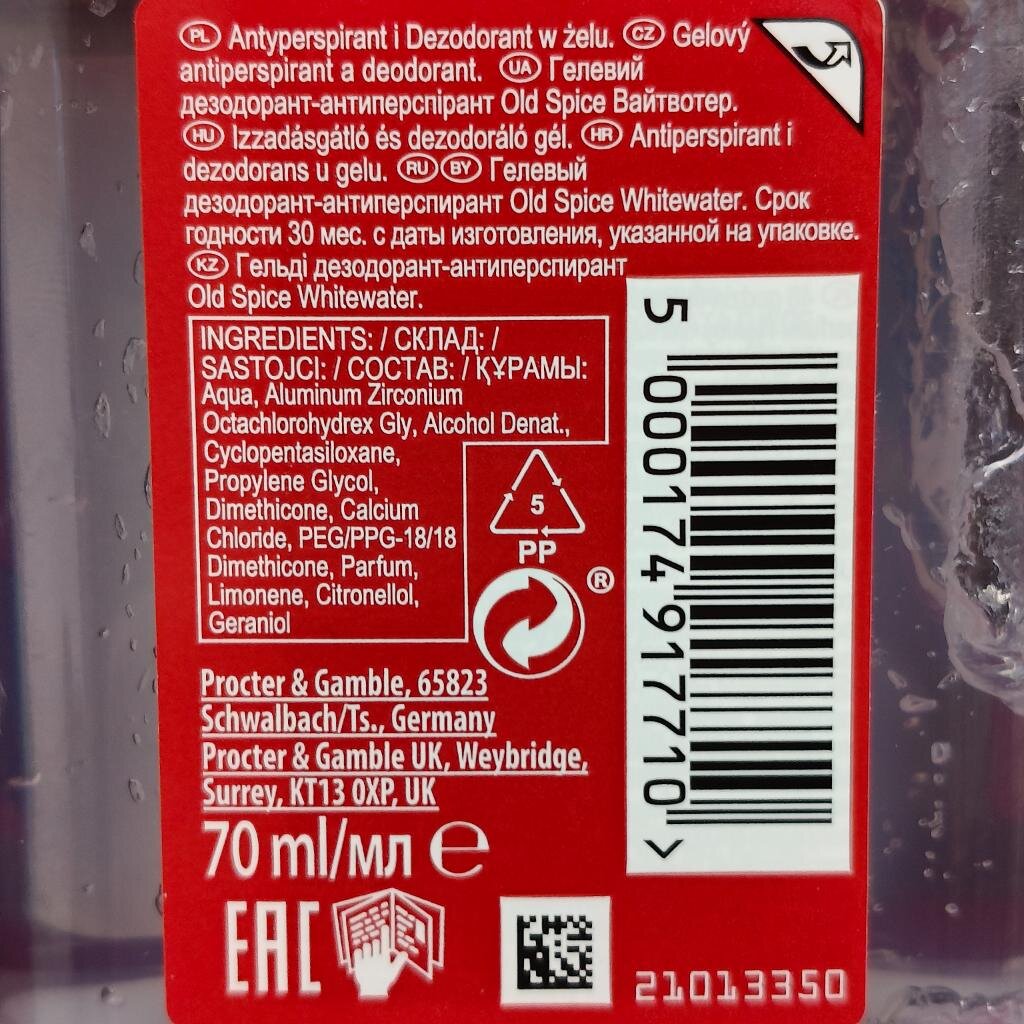 PL Antyperspirant i Dezodorant w żelu. CZ Gelový
antiperspirant a deodorant. UA Гелевий
дезодорант-антиперспірант Old Spice Вайтвотер.
HU Izzadásgátló és dezodoráló gél. HR Antiperspirant i
dezodorans u gelu. RU BY Гелевый
дезодорант-антиперспирант Old Spice Whitewater. Срок
годности 30 мес. с даты изготовления, указанной на упаковке.
KZ Гельді дезодорант-антиперспирант
Old Spice Whitewater.
INGREDIENTS: / СКЛАД: /
SASTOJCI: / СОСТАВ: / ҚҰРАМЫ:
Aqua, Aluminum Zirconium
Octachlorohydrex Gly, Alcohol Denat.,
Cyclopentasiloxane,
Propylene Glycol,
Dimethicone, Calcium
Chloride, PEG/PPG-18/18
Dimethicone, Parfum,
Limonene, Citronellol,
Geraniol
5
PP
®
Procter & Gamble, 65823
Schwalbach/Ts., Germany
Procter & Gamble UK, Weybridge,
Surrey, KT13 0XP, UK
70 ml/мл ℮
EAC
5 000174 917710 >
21013350